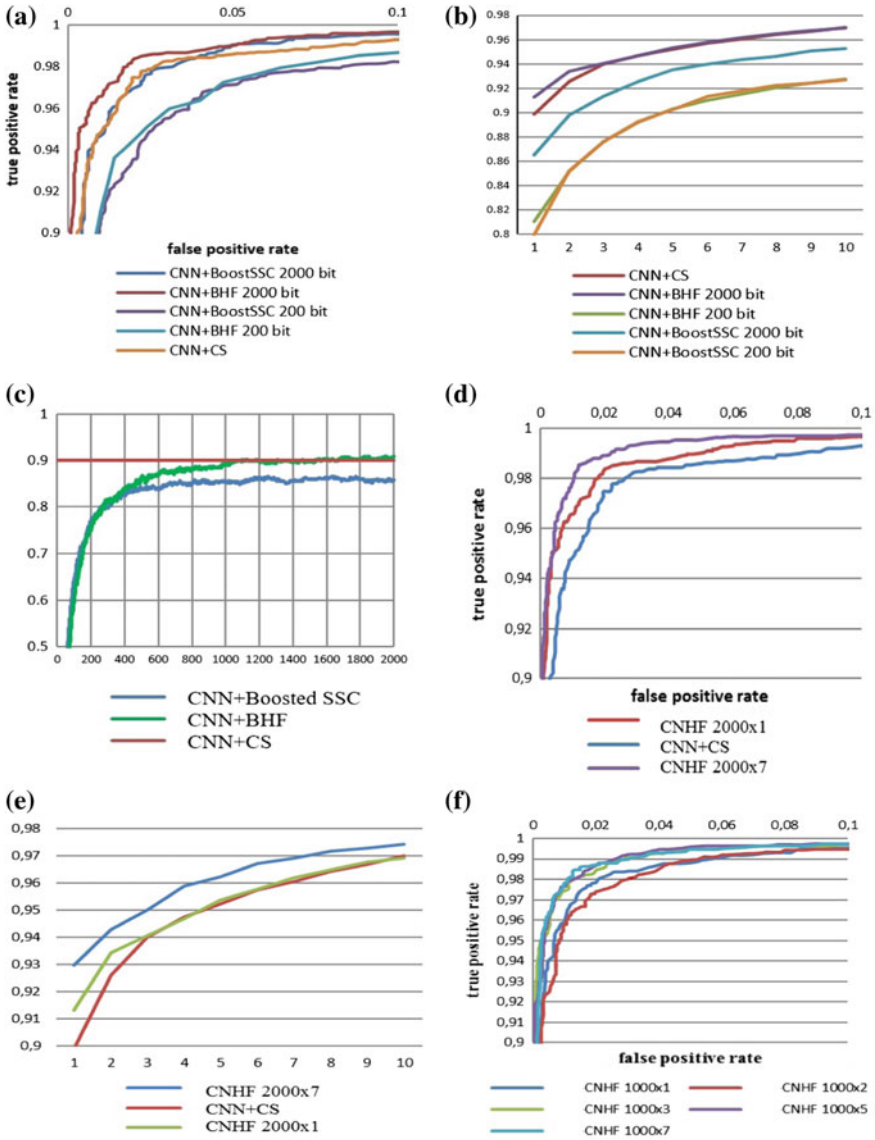 (a)
0 0.05 0.1
1
0.98
0.96
0.94
0.92
0.9
true positive rate
false positive rate
CNN+BoostSSC 2000 bit
CNN+BHF 2000 bit
CNN+BoostSSC 200 bit
CNN+BHF 200 bit
CNN+CS
(b)
0.98
0.96
0.94
0.92
0.9
0.88
0.86
0.84
0.82
0.8
1 2 3 4 5 6 7 8 9 10
CNN+CS
CNN+BHF 2000 bit
CNN+BHF 200 bit
CNN+BoostSSC 2000 bit
CNN+BoostSSC 200 bit
(c)
1
0.9
0.8
0.7
0.6
0.5
0 200 400 600 800 1000 1200 1400 1600 1800 2000
CNN+Boosted SSC
CNN+BHF
CNN+CS
(d)
0 0,02 0,04 0,06 0,08 0,1
1
0,98
0,96
0,94
0,92
0,9
true positive rate
false positive rate
CNHF 2000x1
CNN+CS
CNHF 2000x7
(e)
0,98
0,97
0,96
0,95
0,94
0,93
0,92
0,91
0,9
1 2 3 4 5 6 7 8 9 10
CNHF 2000x7
CNN+CS
CNHF 2000x1
(f)
0 0,02 0,04 0,06 0,08 0,1
1
0,99
0,98
0,97
0,96
0,95
0,94
0,93
0,92
0,91
0,9
true positive rate
false positive rate
CNHF 1000x1 CNHF 1000x2
CNHF 1000x3 CNHF 1000x5
CNHF 1000x7